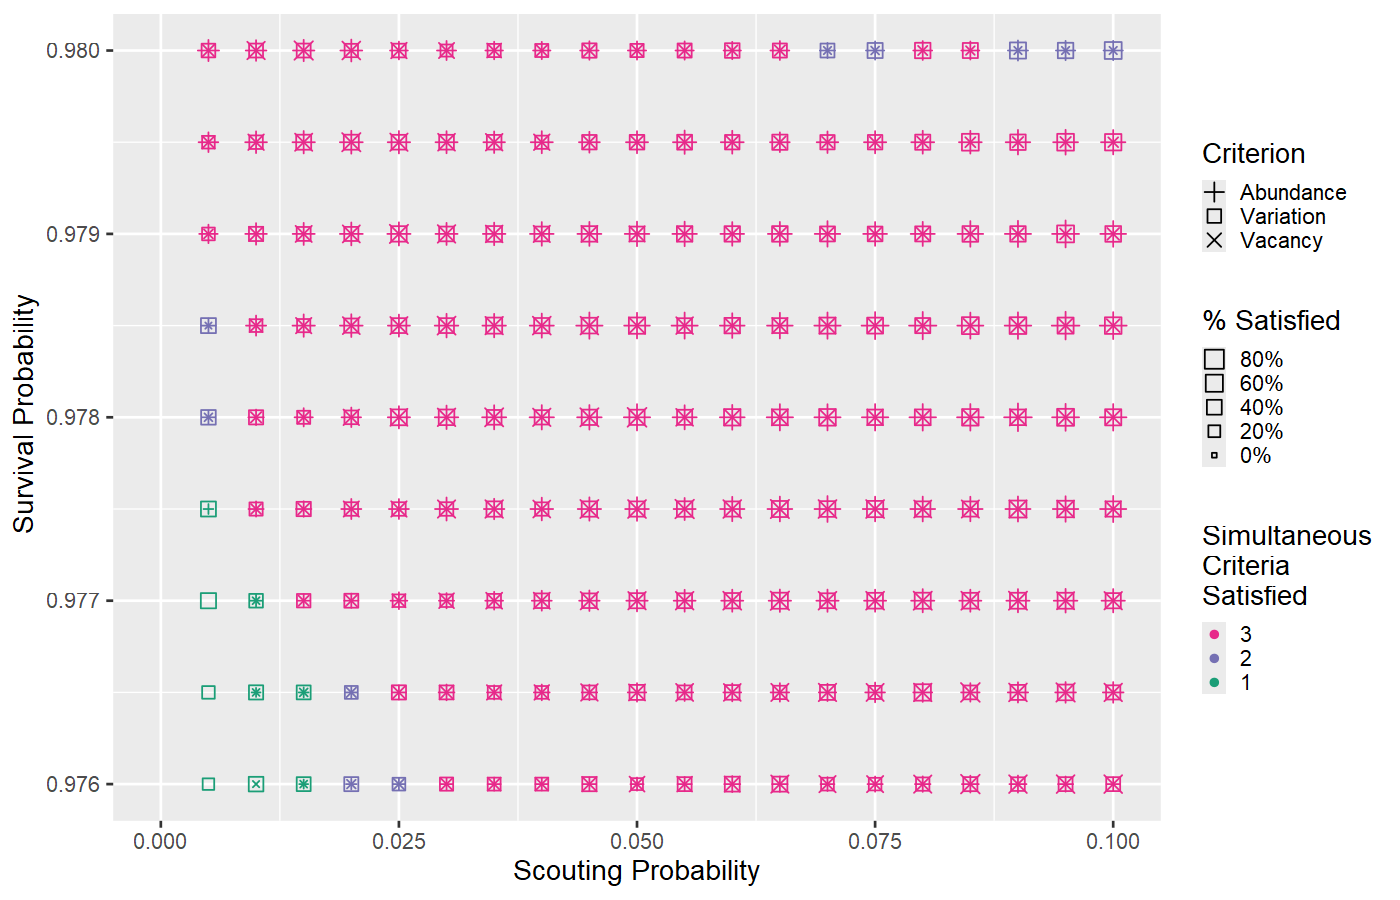 0.980
0.979
0.978
0.977
0.976
Survival Probability
0.000
0.025
0.050
0.075
0.100
Scouting Probability
Criterion
Abundance
Variation
Vacancy
% Satisfied
80%
60%
40%
20%
0%
Simultaneous
Criteria
Satisfied
3
2
1